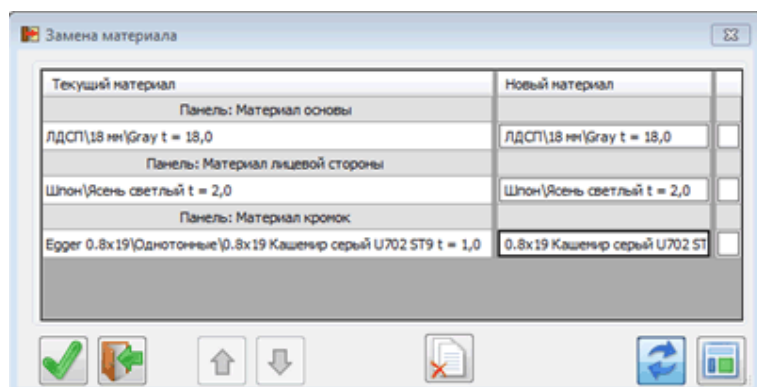 Замена материала
Текущий материал Новый материал
Панель: Материал основы
ЛДСП\18 мм\Gray t = 18,0 ЛДСП\18 мм\Gray t = 18,0
Панель: Материал лицевой стороны
Шпон\Ясень светлый t = 2,0 Шпон\Ясень светлый t = 2,0
Панель: Материал кромок
Egger 0.8x19\Однотонные\0.8x19 Кашемир серый U702 ST9 t = 1,0 0.8x19 Кашемир серый U702 ST